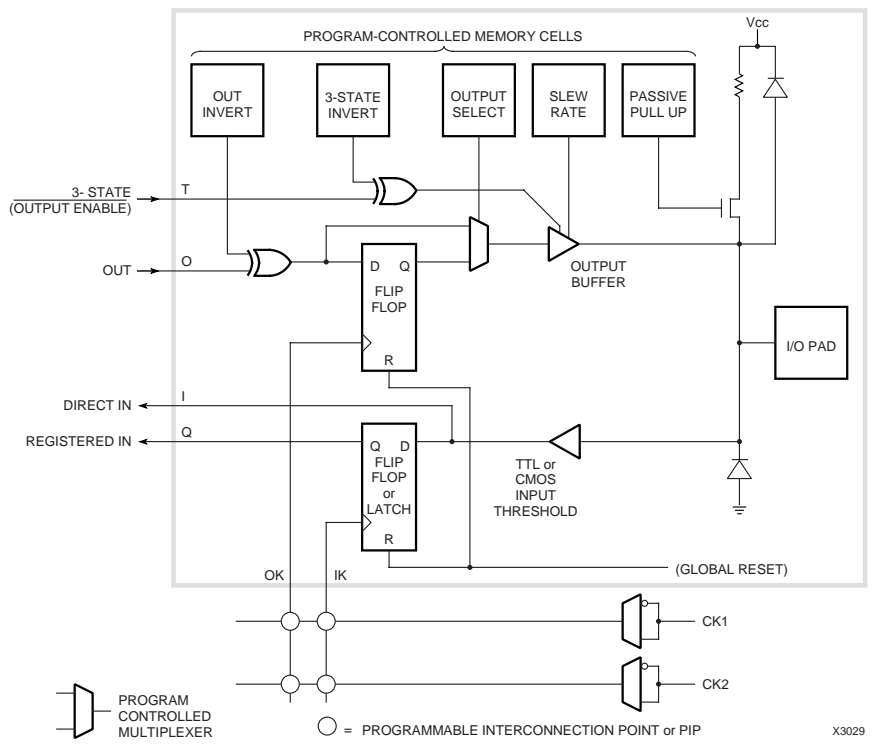 Vcc
PROGRAM-CONTROLLED MEMORY CELLS
OUT
INVERT
3-STATE
INVERT
OUTPUT
SELECT
SLEW
RATE
PASSIVE
PULL UP
3- STATE
(OUTPUT ENABLE)
T
OUT
O
D Q
FLIP
FLOP
R
OUTPUT
BUFFER
I/O PAD
DIRECT IN
I
REGISTERED IN
Q
Q D
FLIP
FLOP
or
LATCH
R
TTL or
CMOS
INPUT
THRESHOLD
OK
IK
(GLOBAL RESET)
CK1
CK2
PROGRAM
CONTROLLED
MULTIPLEXER
= PROGRAMMABLE INTERCONNECTION POINT or PIP
X3029